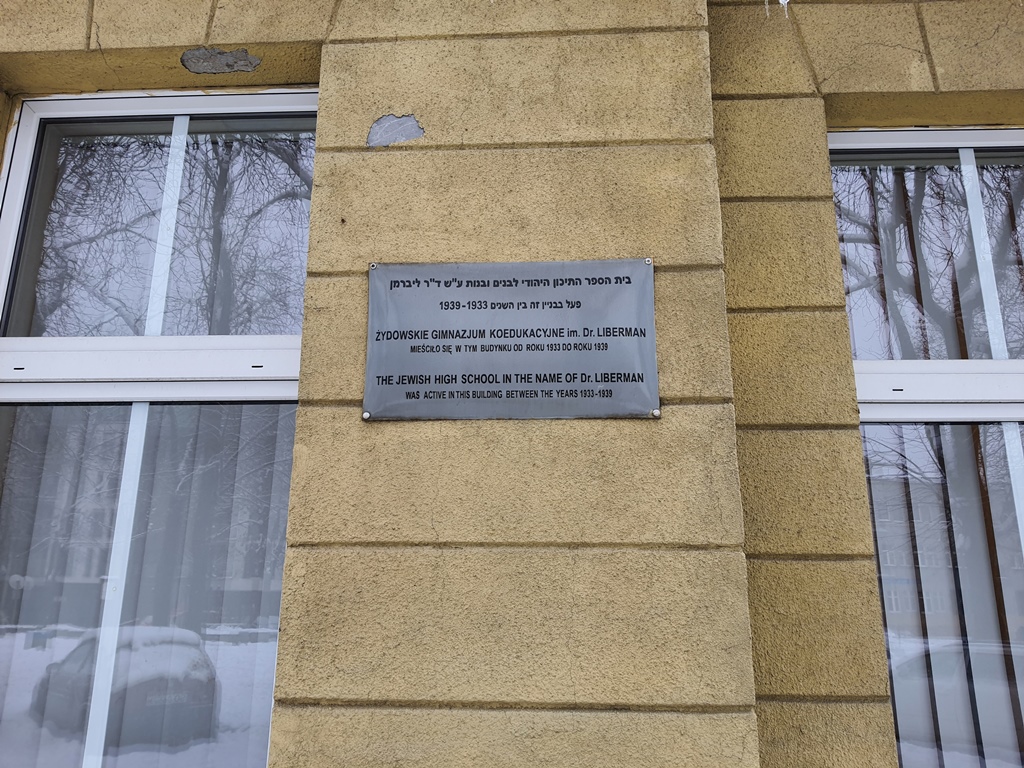 בית הספר התיכון היהודי לבנים ובנות ע"ש ד"ר ליברמן
פעל בבניין זה בין השנים 1939-1933
ŻYDOWSKIE GIMNAZJUM KOEDUKACYJNE im. Dr. LIBERMAN
MIEŚCIŁO SIĘ W TYM BUDYNKU OD ROKU 1933 DO ROKU 1939
THE JEWISH HIGH SCHOOL IN THE NAME OF Dr. LIBERMAN
WAS ACTIVE IN THIS BUILDING BETWEEN THE YEARS 1933-1939